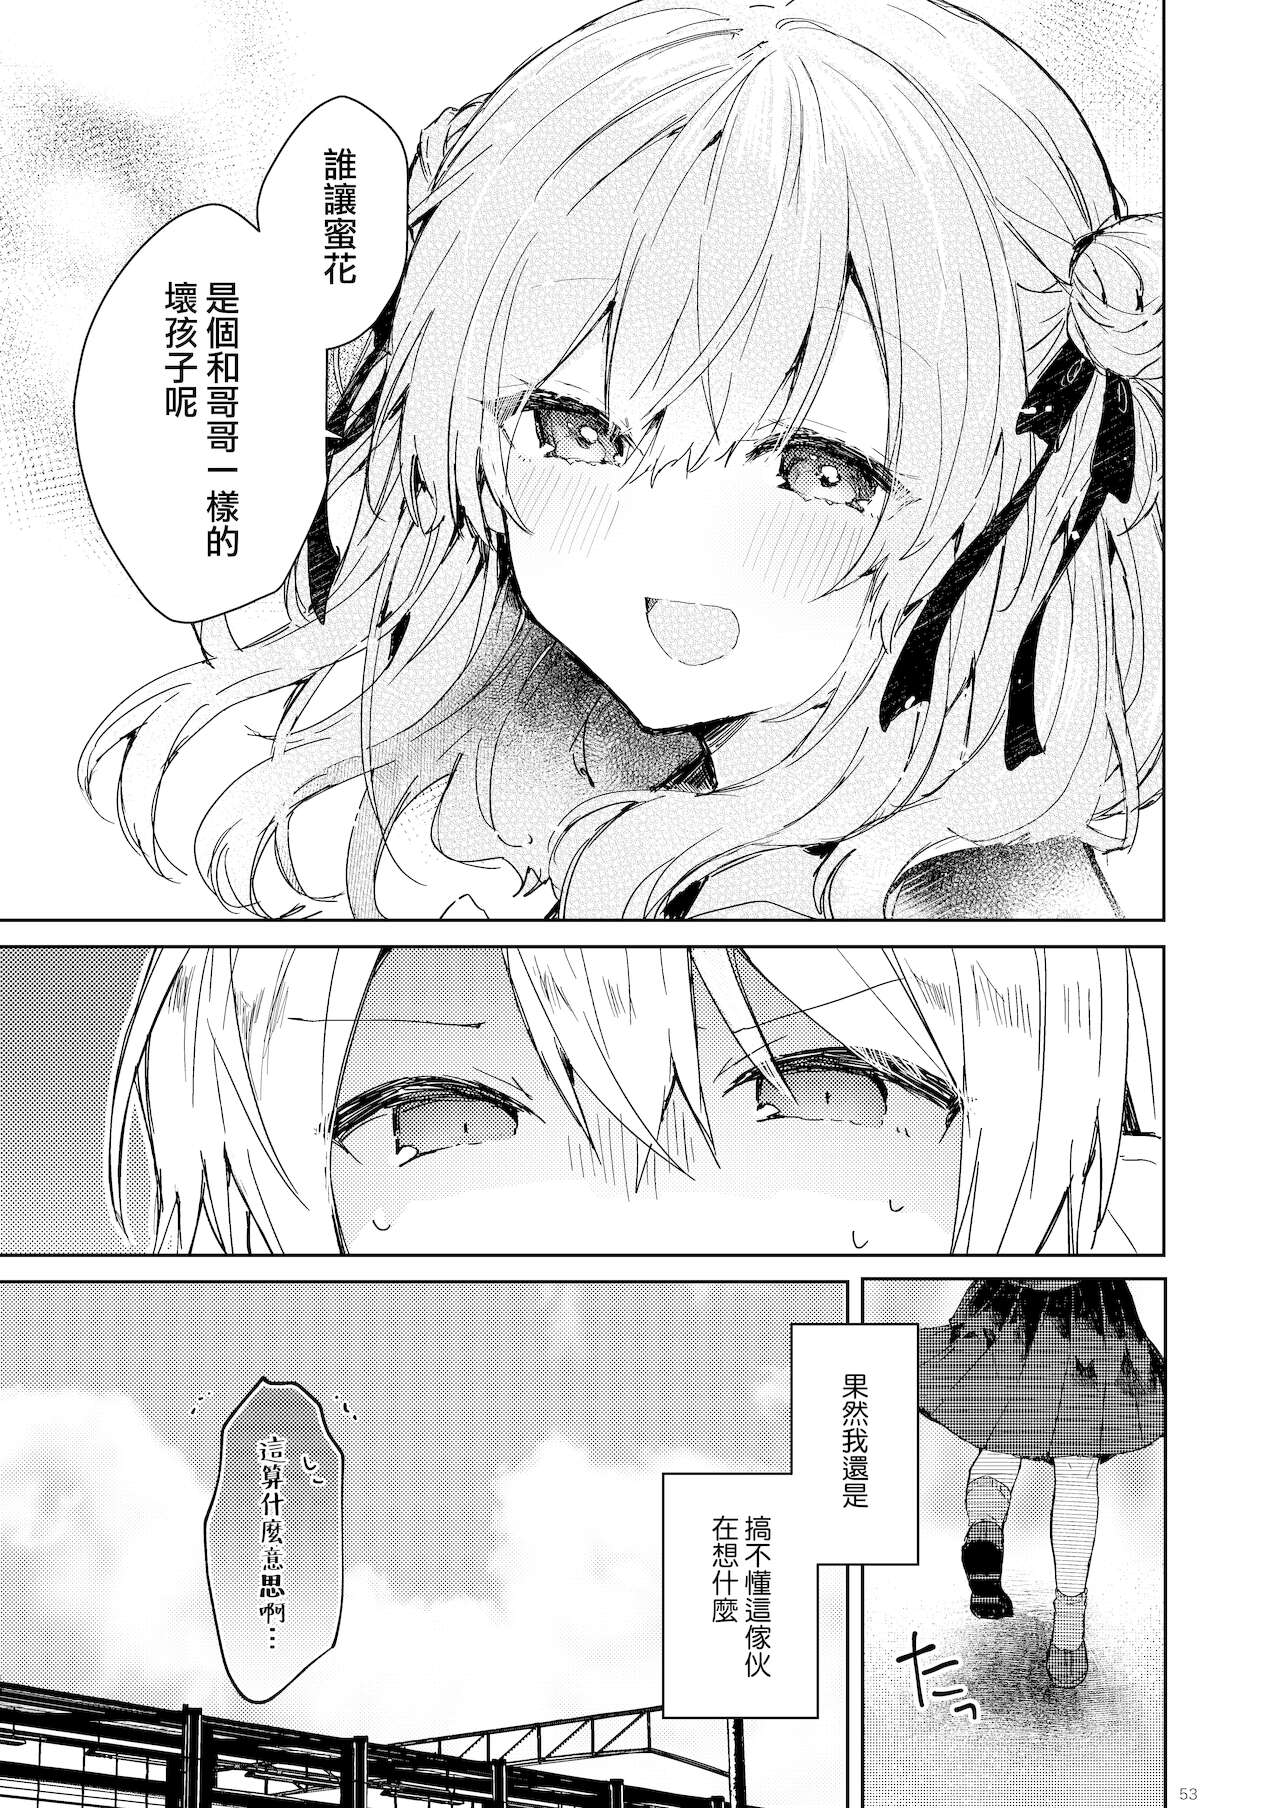 誰讓蜜花
是個和哥哥一樣的
壞孩子呢
果然我還是
搞不懂這傢伙
在想什麼
たっ
這算什麼意思啊…
53